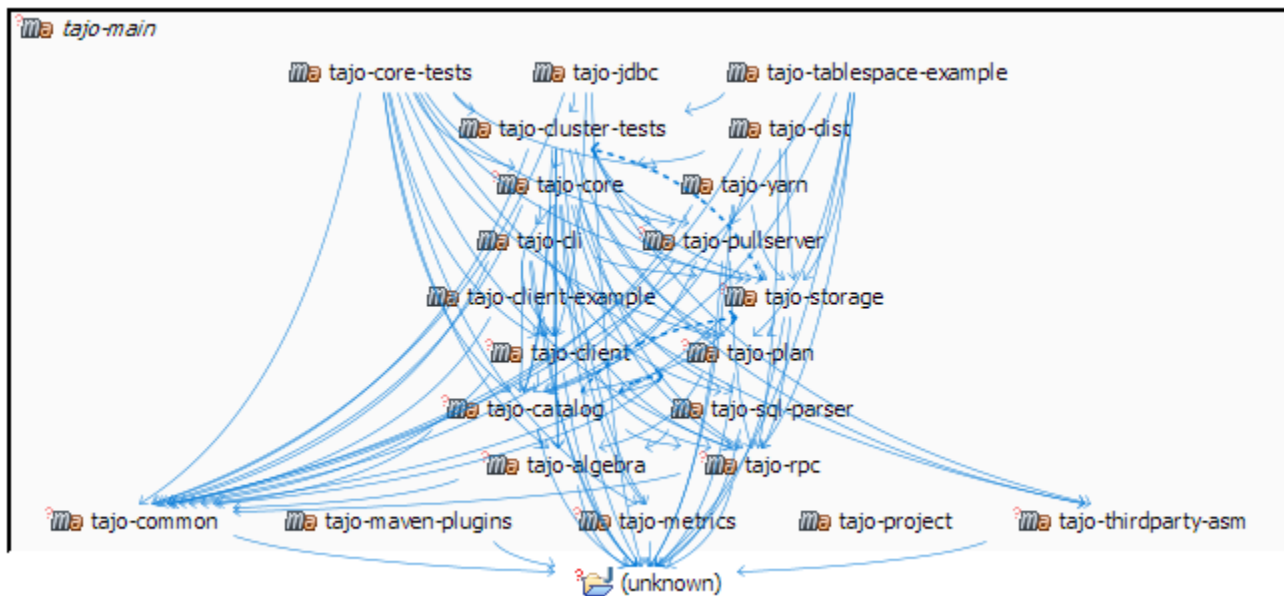 tajo-main
tajo-core-tests tajo-jdbc tajo-tablespace-example
tajo-cluster-tests tajo-dist
tajo-core tajo-yarn
tajo-cli tajo-pullserver
tajo-client-example tajo-storage
tajo-client tajo-plan
tajo-catalog tajo-sql-parser
tajo-algebra tajo-rpc
tajo-common tajo-maven-plugins tajo-metrics tajo-project tajo-thirdparty-asm
(unknown)